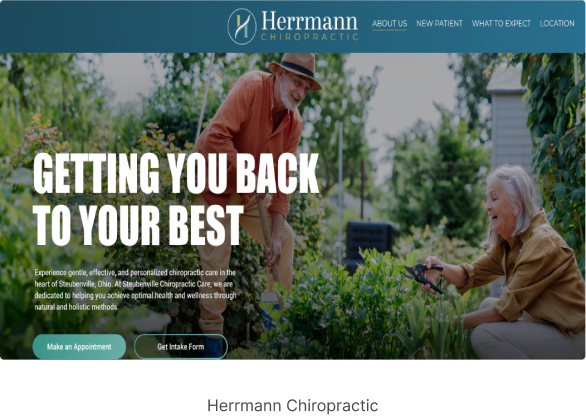 Herrmann
CHIROPRACTIC
ABOUT US NEW PATIENT WHAT TO EXPECT LOCATION
GETTING YOU BACK
TO YOUR BEST
Experience gentle, effective, and personalized chiropractic care in the
heart of Steubenville, Ohio. At Steubenville Chiropractic Care, we are
dedicated to helping you achieve optimal health and wellness through
natural and holistic methods.
Make an Appointment Get Intake Form
Herrmann Chiropractic